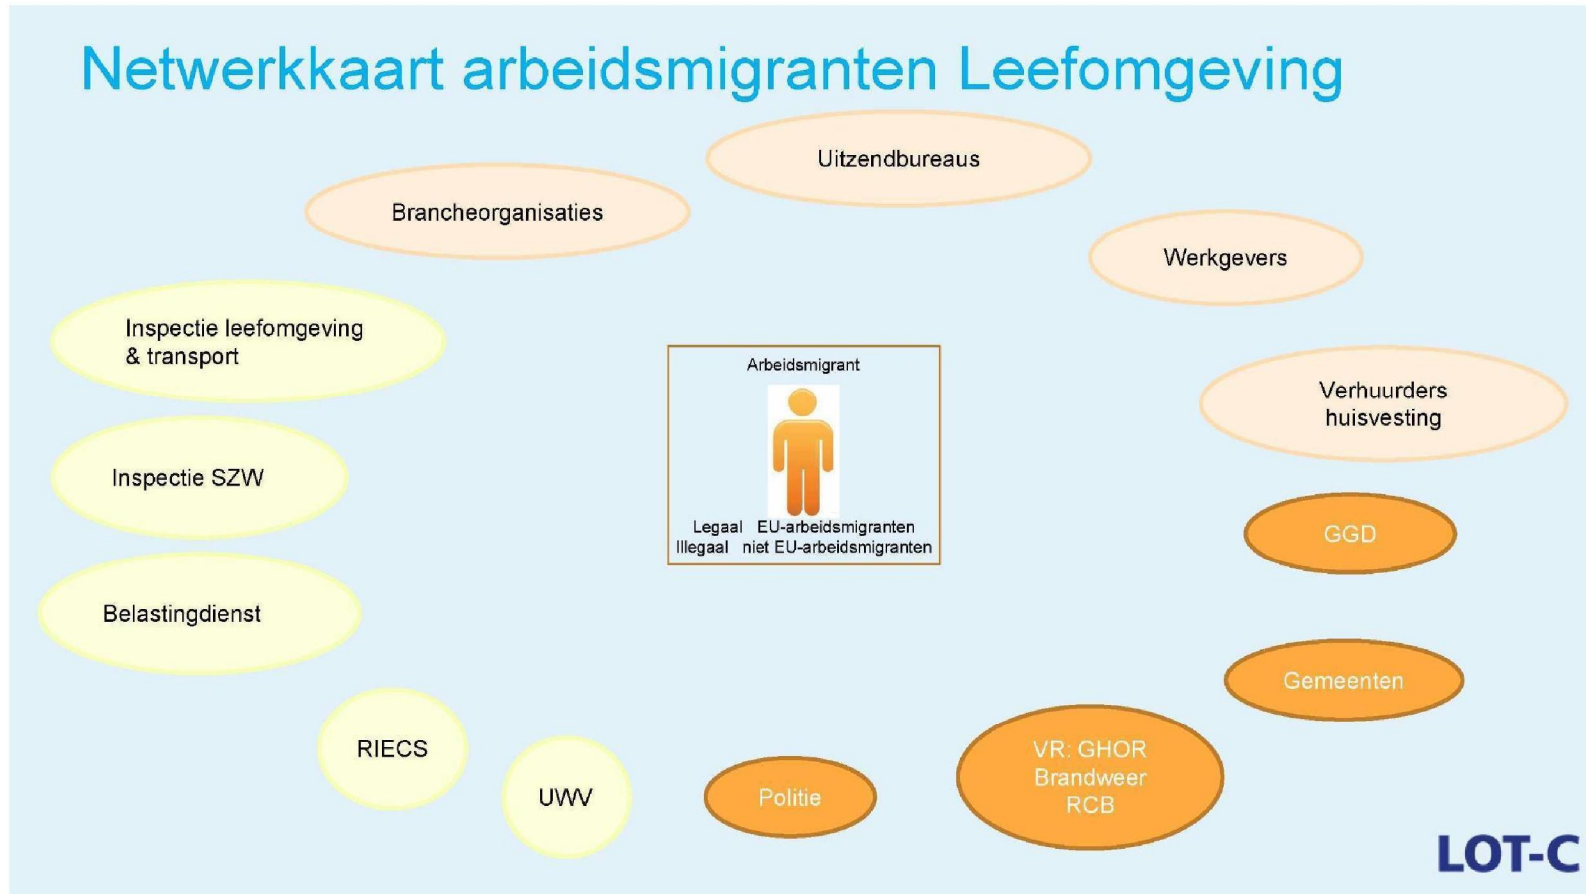 Netwerkkaart arbeidsmigranten Leefomgeving
Uitzendbureaus
Brancheorganisaties
Werkgevers
Inspectie leefomgeving
& transport
Arbeidsmigrant
Verhuurders
huisvesting
Inspectie SZW
Legaal EU-arbeidsmigranten
Illegaal niet EU-arbeidsmigranten
GGD
Belastingdienst
Gemeenten
RIECS
VR: GHOR
Brandweer
RCB
UWV
Politie
LOT-C